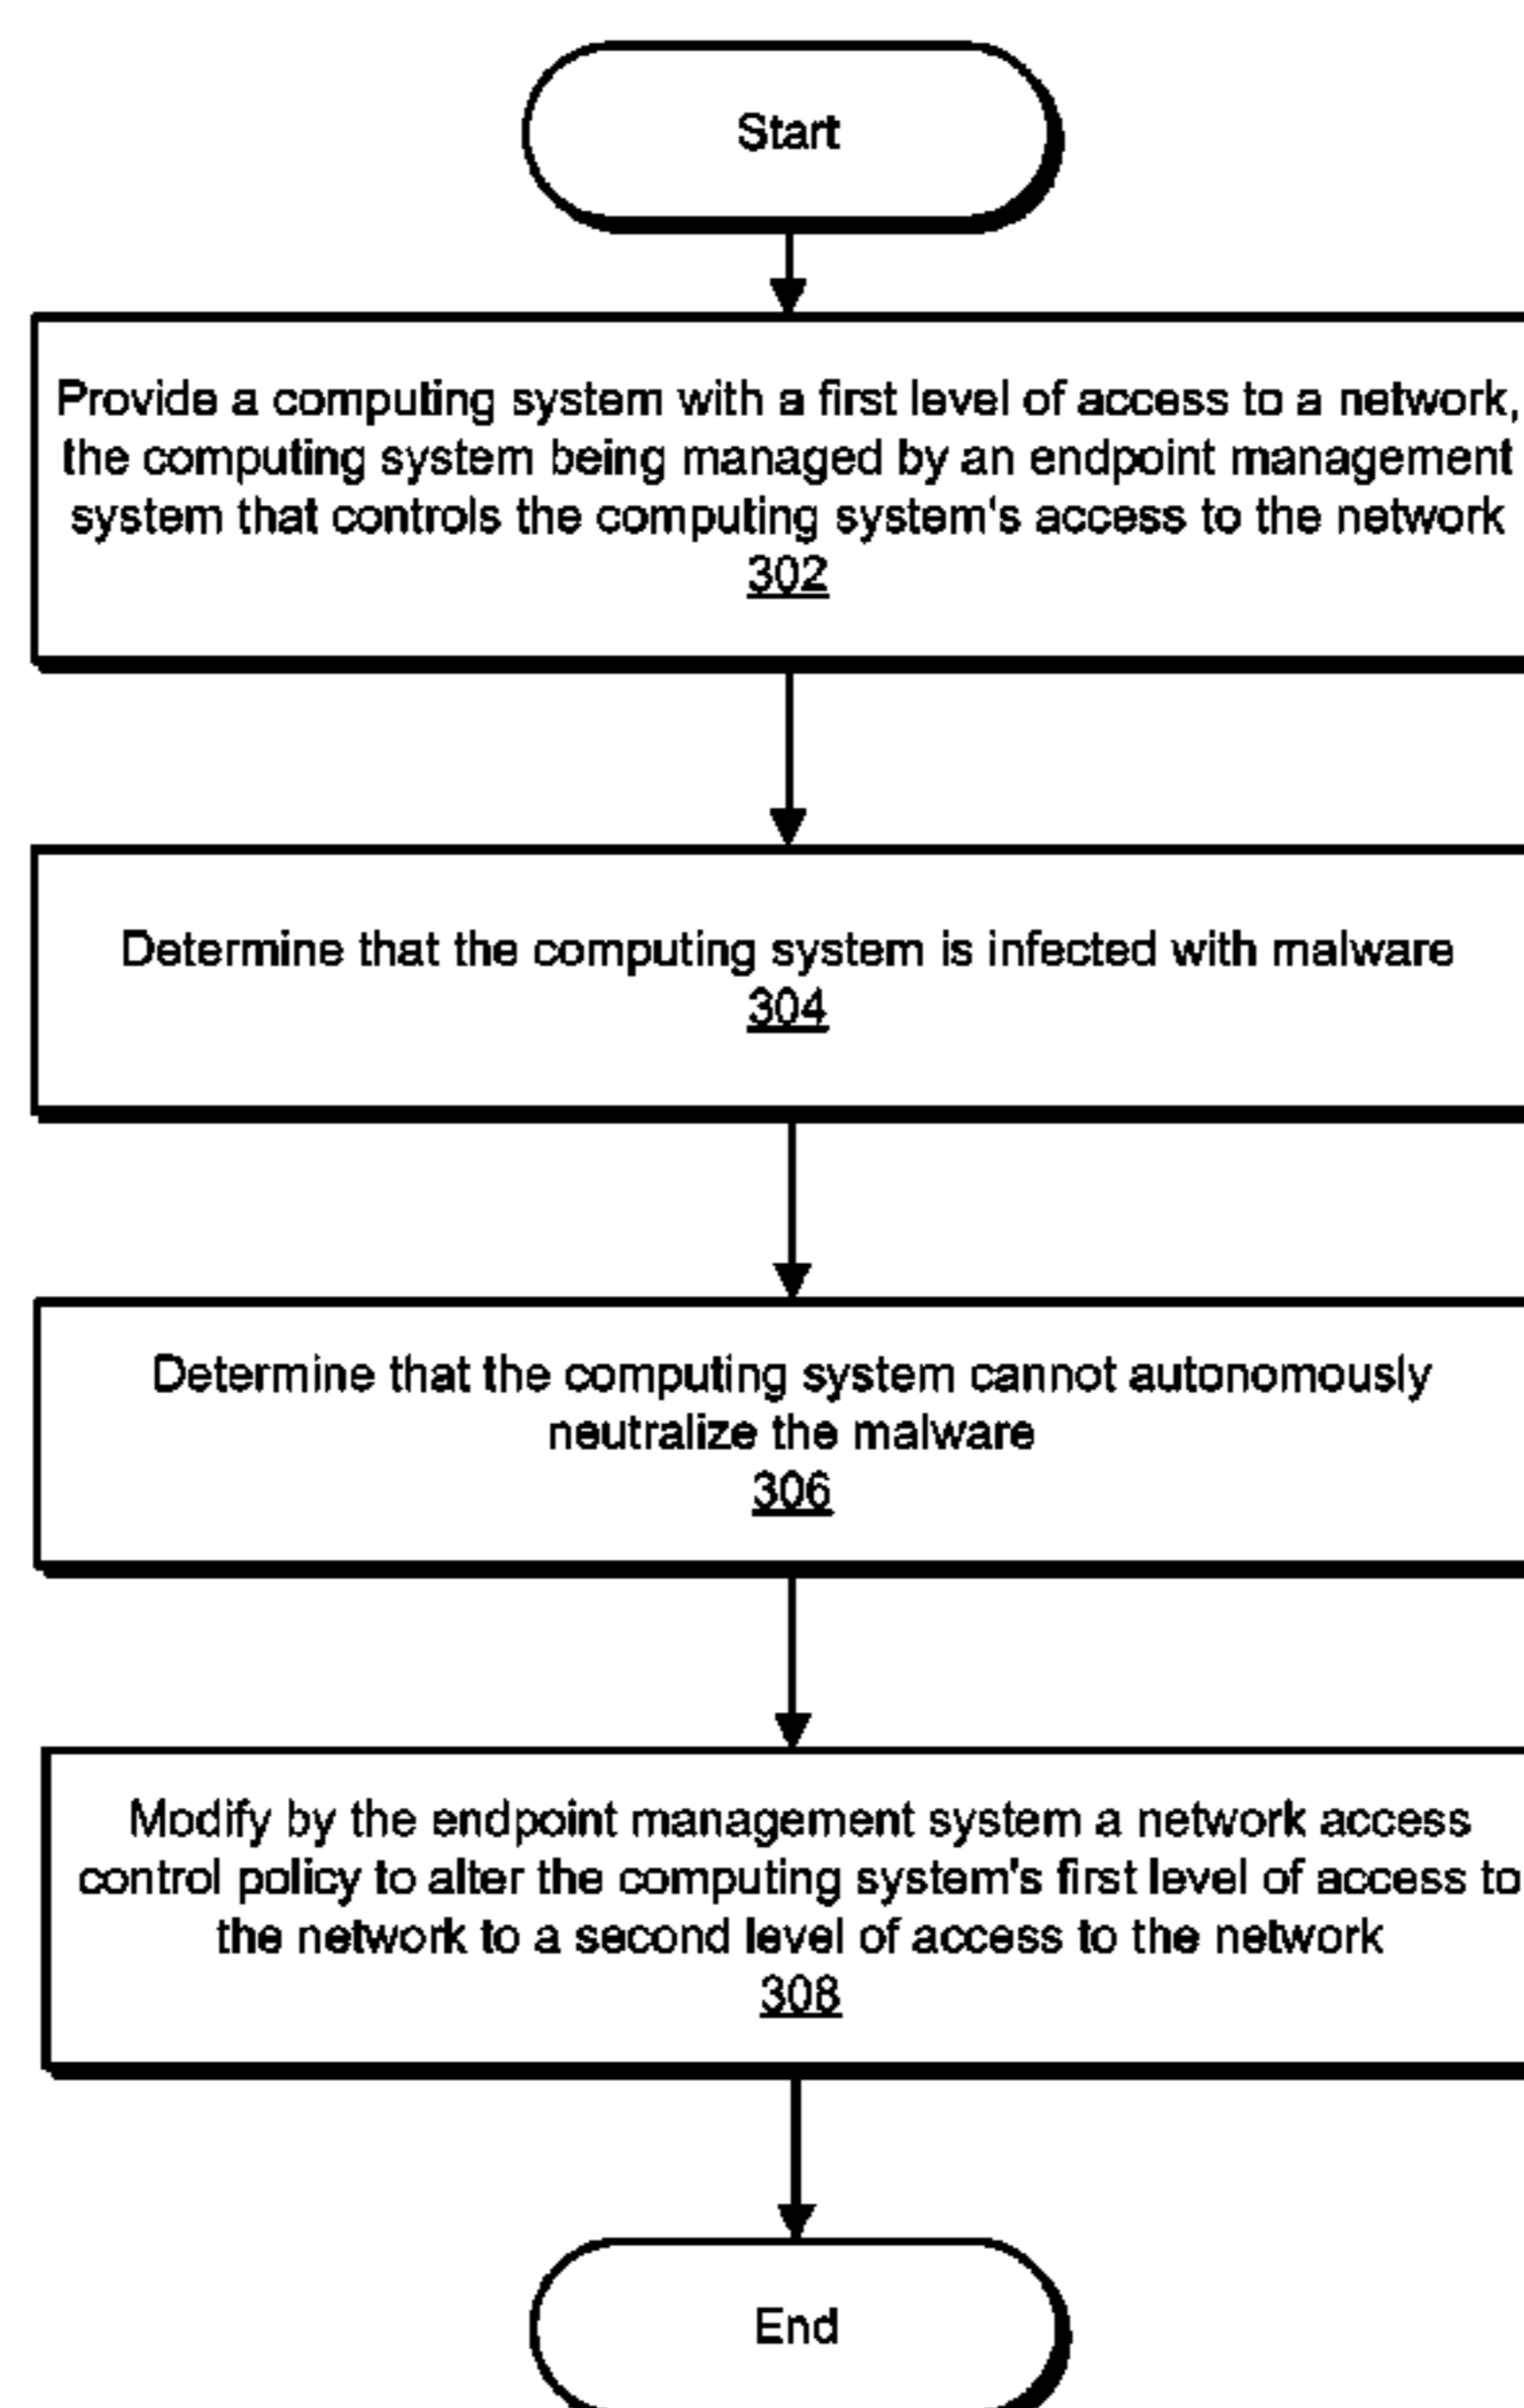 Start
Provide a computing system with a first level of access to a network,
the computing system being managed by an endpoint management
system that controls the computing system's access to the network
302
Determine that the computing system is infected with malware
304
Determine that the computing system cannot autonomously
neutralize the malware
306
Modify by the endpoint management system a network access
control policy to alter the computing system's first level of access to
the network to a second level of access to the network
308
End